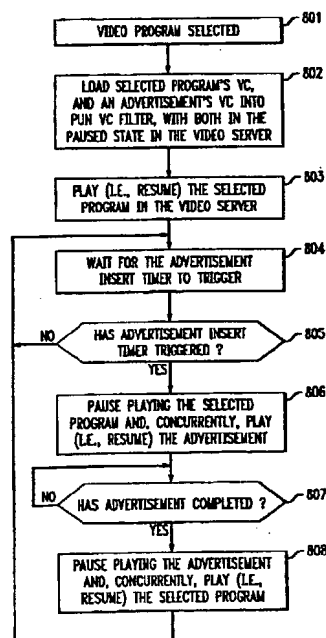 801
VIDEO PROGRAM SELECTED
802
LOAD SELECTED PROGRAM'S VC,
AND AN ADVERTISEMENT'S VC INTO
PUN VC FILTER, WITH BOTH IN THE
PAUSED STATE IN THE VIDEO SERVER
803
PLAY (I.E., RESUME) THE SELECTED
PROGRAM IN THE VIDEO SERVER
804
WAIT FOR THE ADVERTISEMENT
INSERT TIMER TO TRIGGER
805
NO
HAS ADVERTISEMENT INSERT
TIMER TRIGGERED ?
YES
806
PAUSE PLAYING THE SELECTED
PROGRAM AND, CONCURRENTLY, PLAY
(I.E., RESUME) THE ADVERTISEMENT
807
NO
HAS ADVERTISEMENT COMPLETED ?
YES
808
PAUSE PLAYING THE ADVERTISEMENT
AND, CONCURRENTLY, PLAY (I.E.,
RESUME) THE SELECTED PROGRAM